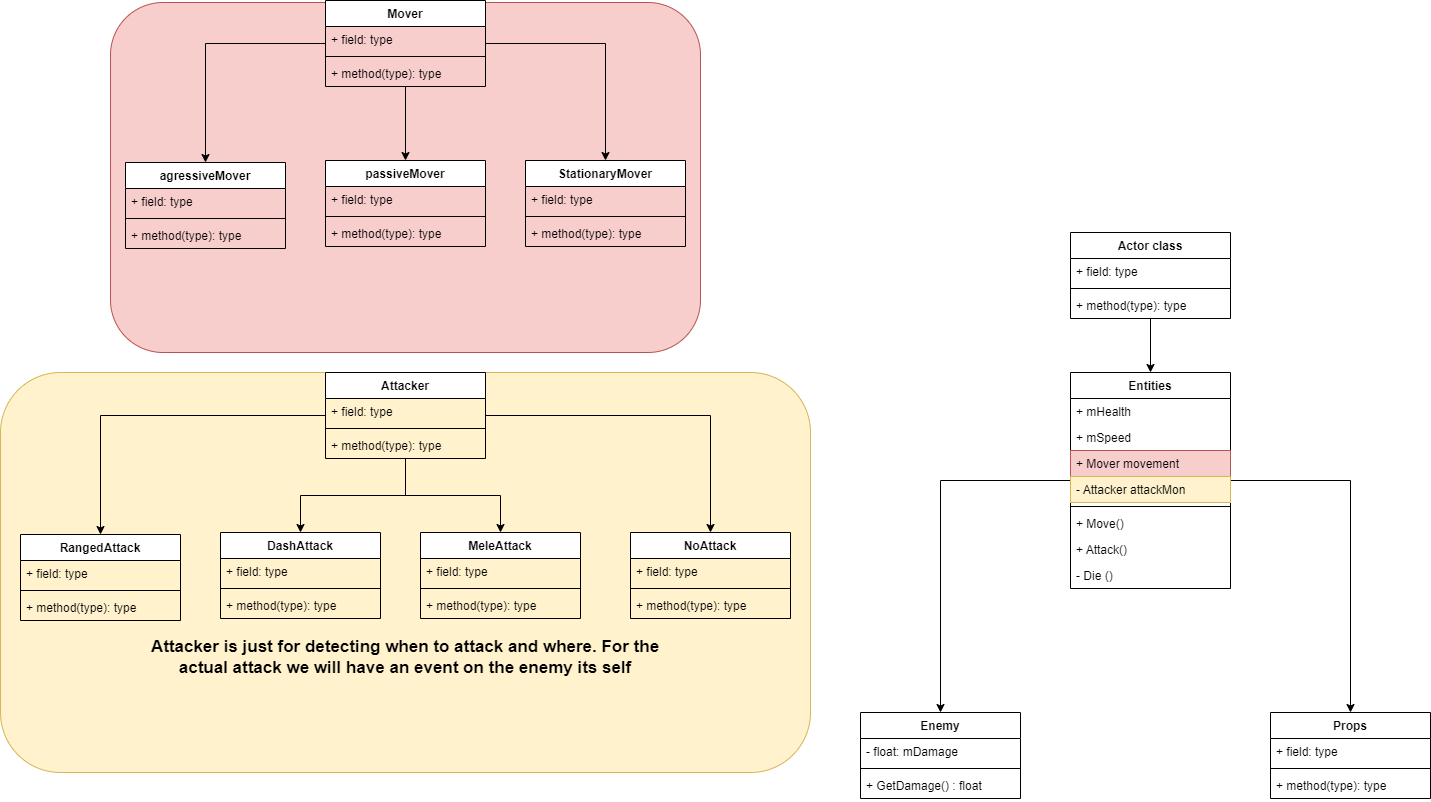 Mover
+ field: type
+ method(type): type
agressiveMover
+ field: type
+ method(type): type
passiveMover
+ field: type
+ method(type): type
StationaryMover
+ field: type
+ method(type): type
Attacker
+ field: type
+ method(type): type
RangedAttack
+ field: type
+ method(type): type
DashAttack
+ field: type
+ method(type): type
MeleAttack
+ field: type
+ method(type): type
NoAttack
+ field: type
+ method(type): type
Attacker is just for detecting when to attack and where. For the
actual attack we will have an event on the enemy its self
Actor class
+ field: type
+ method(type): type
Entities
+ mHealth
+ mSpeed
+ Mover movement
- Attacker attackMon
+ Move()
+ Attack()
- Die ()
Enemy
- float: mDamage
+ GetDamage() : float
Props
+ field: type
+ method(type): type